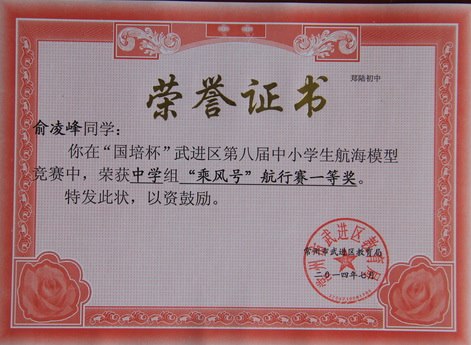 郑陆初中
荣誉证书
俞凌峰同学：
你在“国培杯”武进区第八届中小学生航海模型
竞赛中，荣获中学组“乘风号”航行赛一等奖。
特发此状，以资鼓励。
常州市武进区教育局
二〇一四年七月